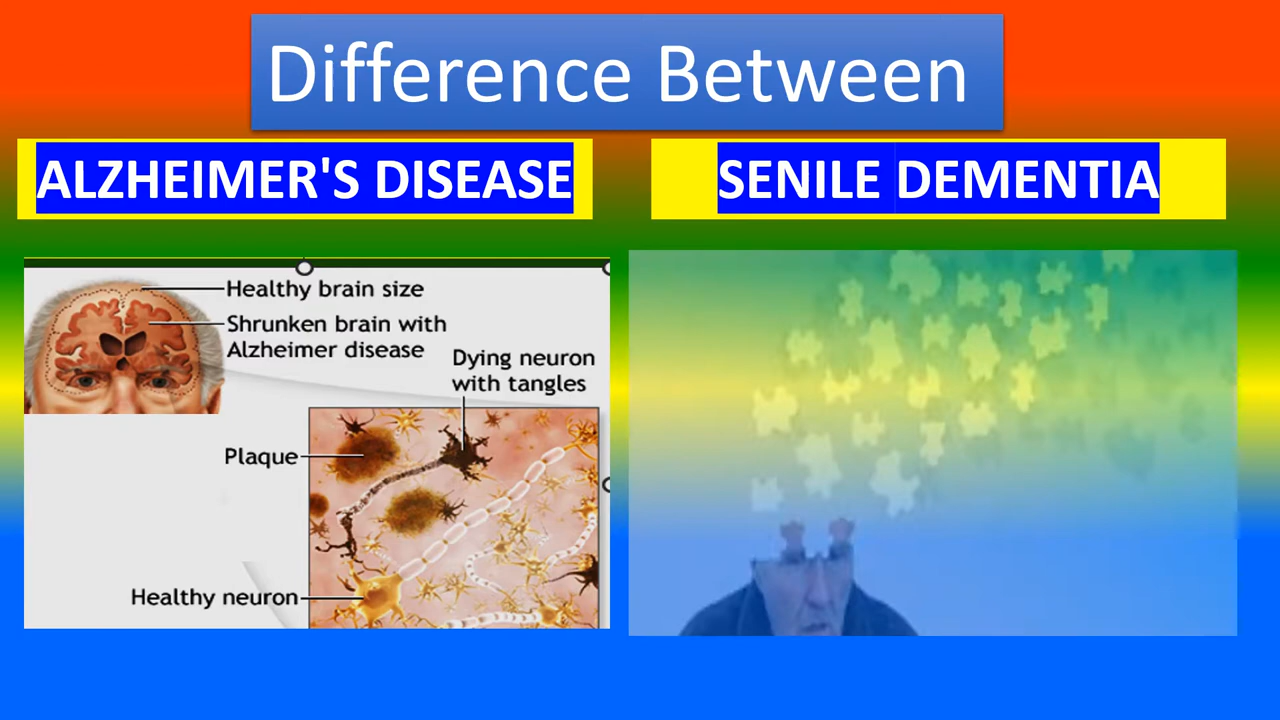 Difference Between
ALZHEIMER'S DISEASE
SENILE DEMENTIA
Healthy brain size
Shrunken brain with
Alzheimer disease
Dying neuron
with tangles
Plaque
Healthy neuron